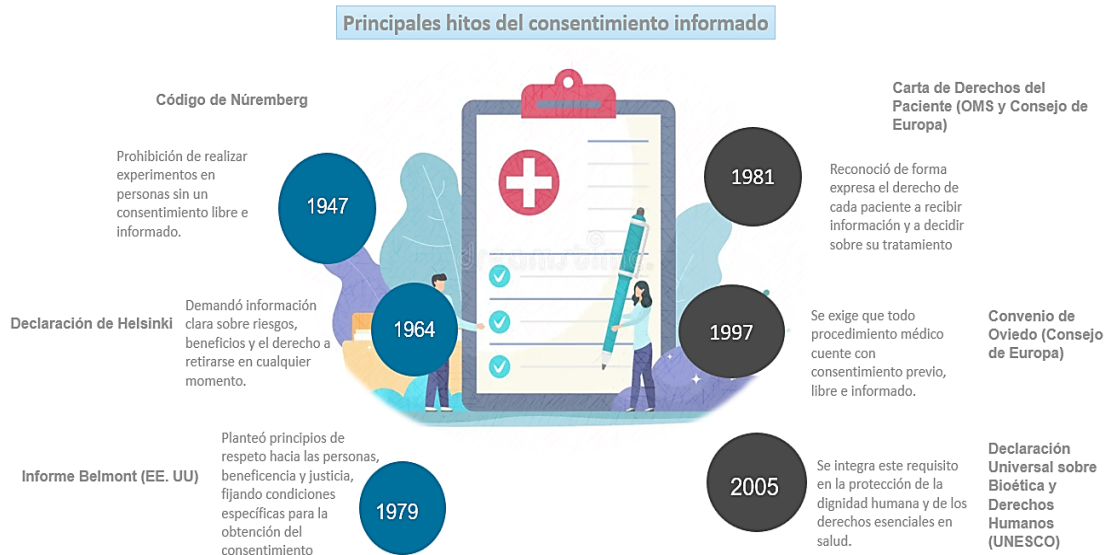 Principales hitos del consentimiento informado
Código de Núremberg
Prohibición de realizar
experimentos en
personas sin un
consentimiento libre e
informado.
1947
Declaración de Helsinki
Demandó información
clara sobre riesgos,
beneficios y el derecho a
retirarse en cualquier
momento.
1964
Informe Belmont (EE. UU)
Planteó principios de
respeto hacia las personas,
beneficencia y justicia,
fijando condiciones
específicas para la
obtención del
consentimiento
1979
Carta de Derechos del
Paciente (OMS y Consejo de
Europa)
1981
Reconoció de forma
expresa el derecho de
cada paciente a recibir
información y a decidir
sobre su tratamiento
1997
Se exige que todo
procedimiento médico
cuente con
consentimiento previo,
libre e informado.
Convenio de
Oviedo (Consejo
de Europa)
2005
Se integra este requisito
en la protección de la
dignidad humana y de los
derechos esenciales en
salud.
Declaración
Universal sobre
Bioética y
Derechos
Humanos
(UNESCO)